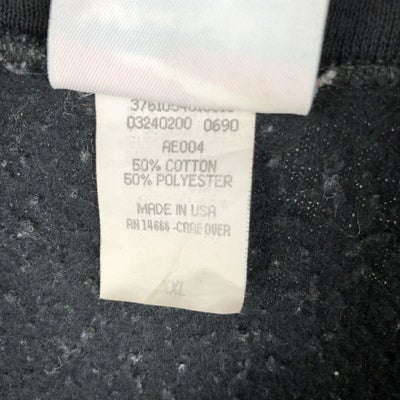 03240200 0690
AE004
50% COTTON
50% POLYESTER
MADE IN USA
RN 14666-CARE OVER
XL